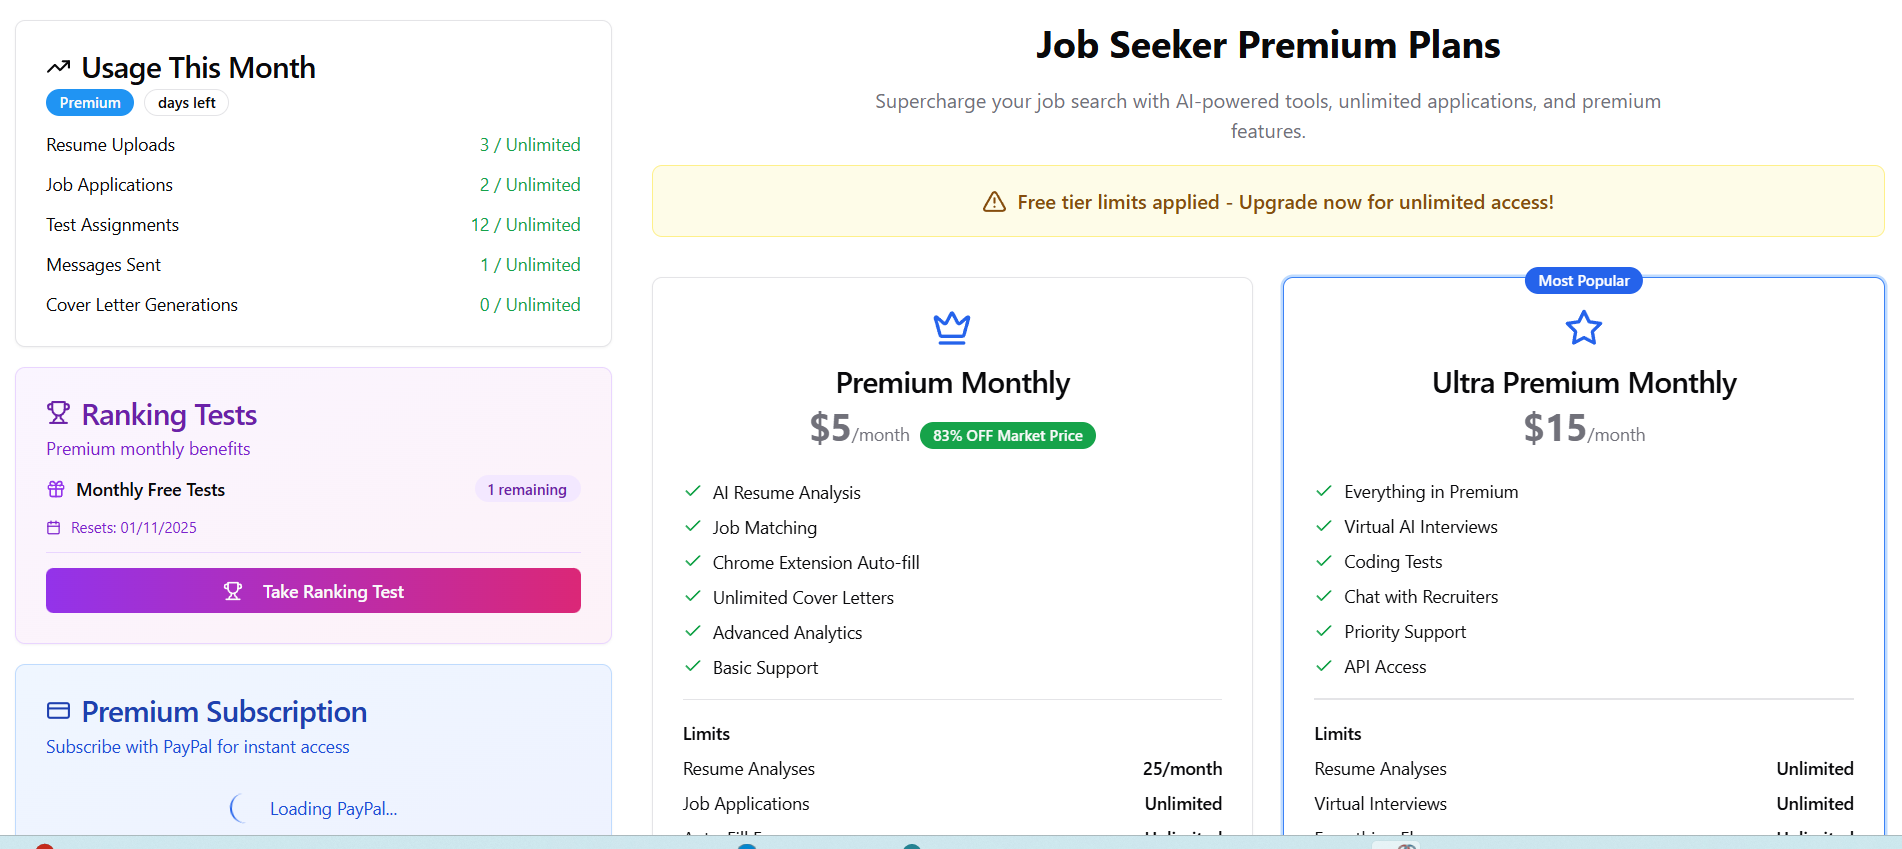 Usage This Month
Premium
days left
Resume Uploads 3 / Unlimited
Job Applications 2 / Unlimited
Test Assignments 12 / Unlimited
Messages Sent 1 / Unlimited
Cover Letter Generations 0 / Unlimited
Ranking Tests
Premium monthly benefits
Monthly Free Tests 1 remaining
Resets: 01/11/2025
Take Ranking Test
Premium Subscription
Subscribe with PayPal for instant access
Loading PayPal...
Job Seeker Premium Plans
Supercharge your job search with AI-powered tools, unlimited applications, and premium
features.
Free tier limits applied - Upgrade now for unlimited access!
Premium Monthly
$5/month 83% OFF Market Price
AI Resume Analysis
Job Matching
Chrome Extension Auto-fill
Unlimited Cover Letters
Advanced Analytics
Basic Support
Limits
Resume Analyses 25/month
Job Applications Unlimited
Unlimited
Most Popular
Ultra Premium Monthly
$15/month
Everything in Premium
Virtual AI Interviews
Coding Tests
Chat with Recruiters
Priority Support
API Access
Limits
Resume Analyses Unlimited
Virtual Interviews Unlimited
Unlimited